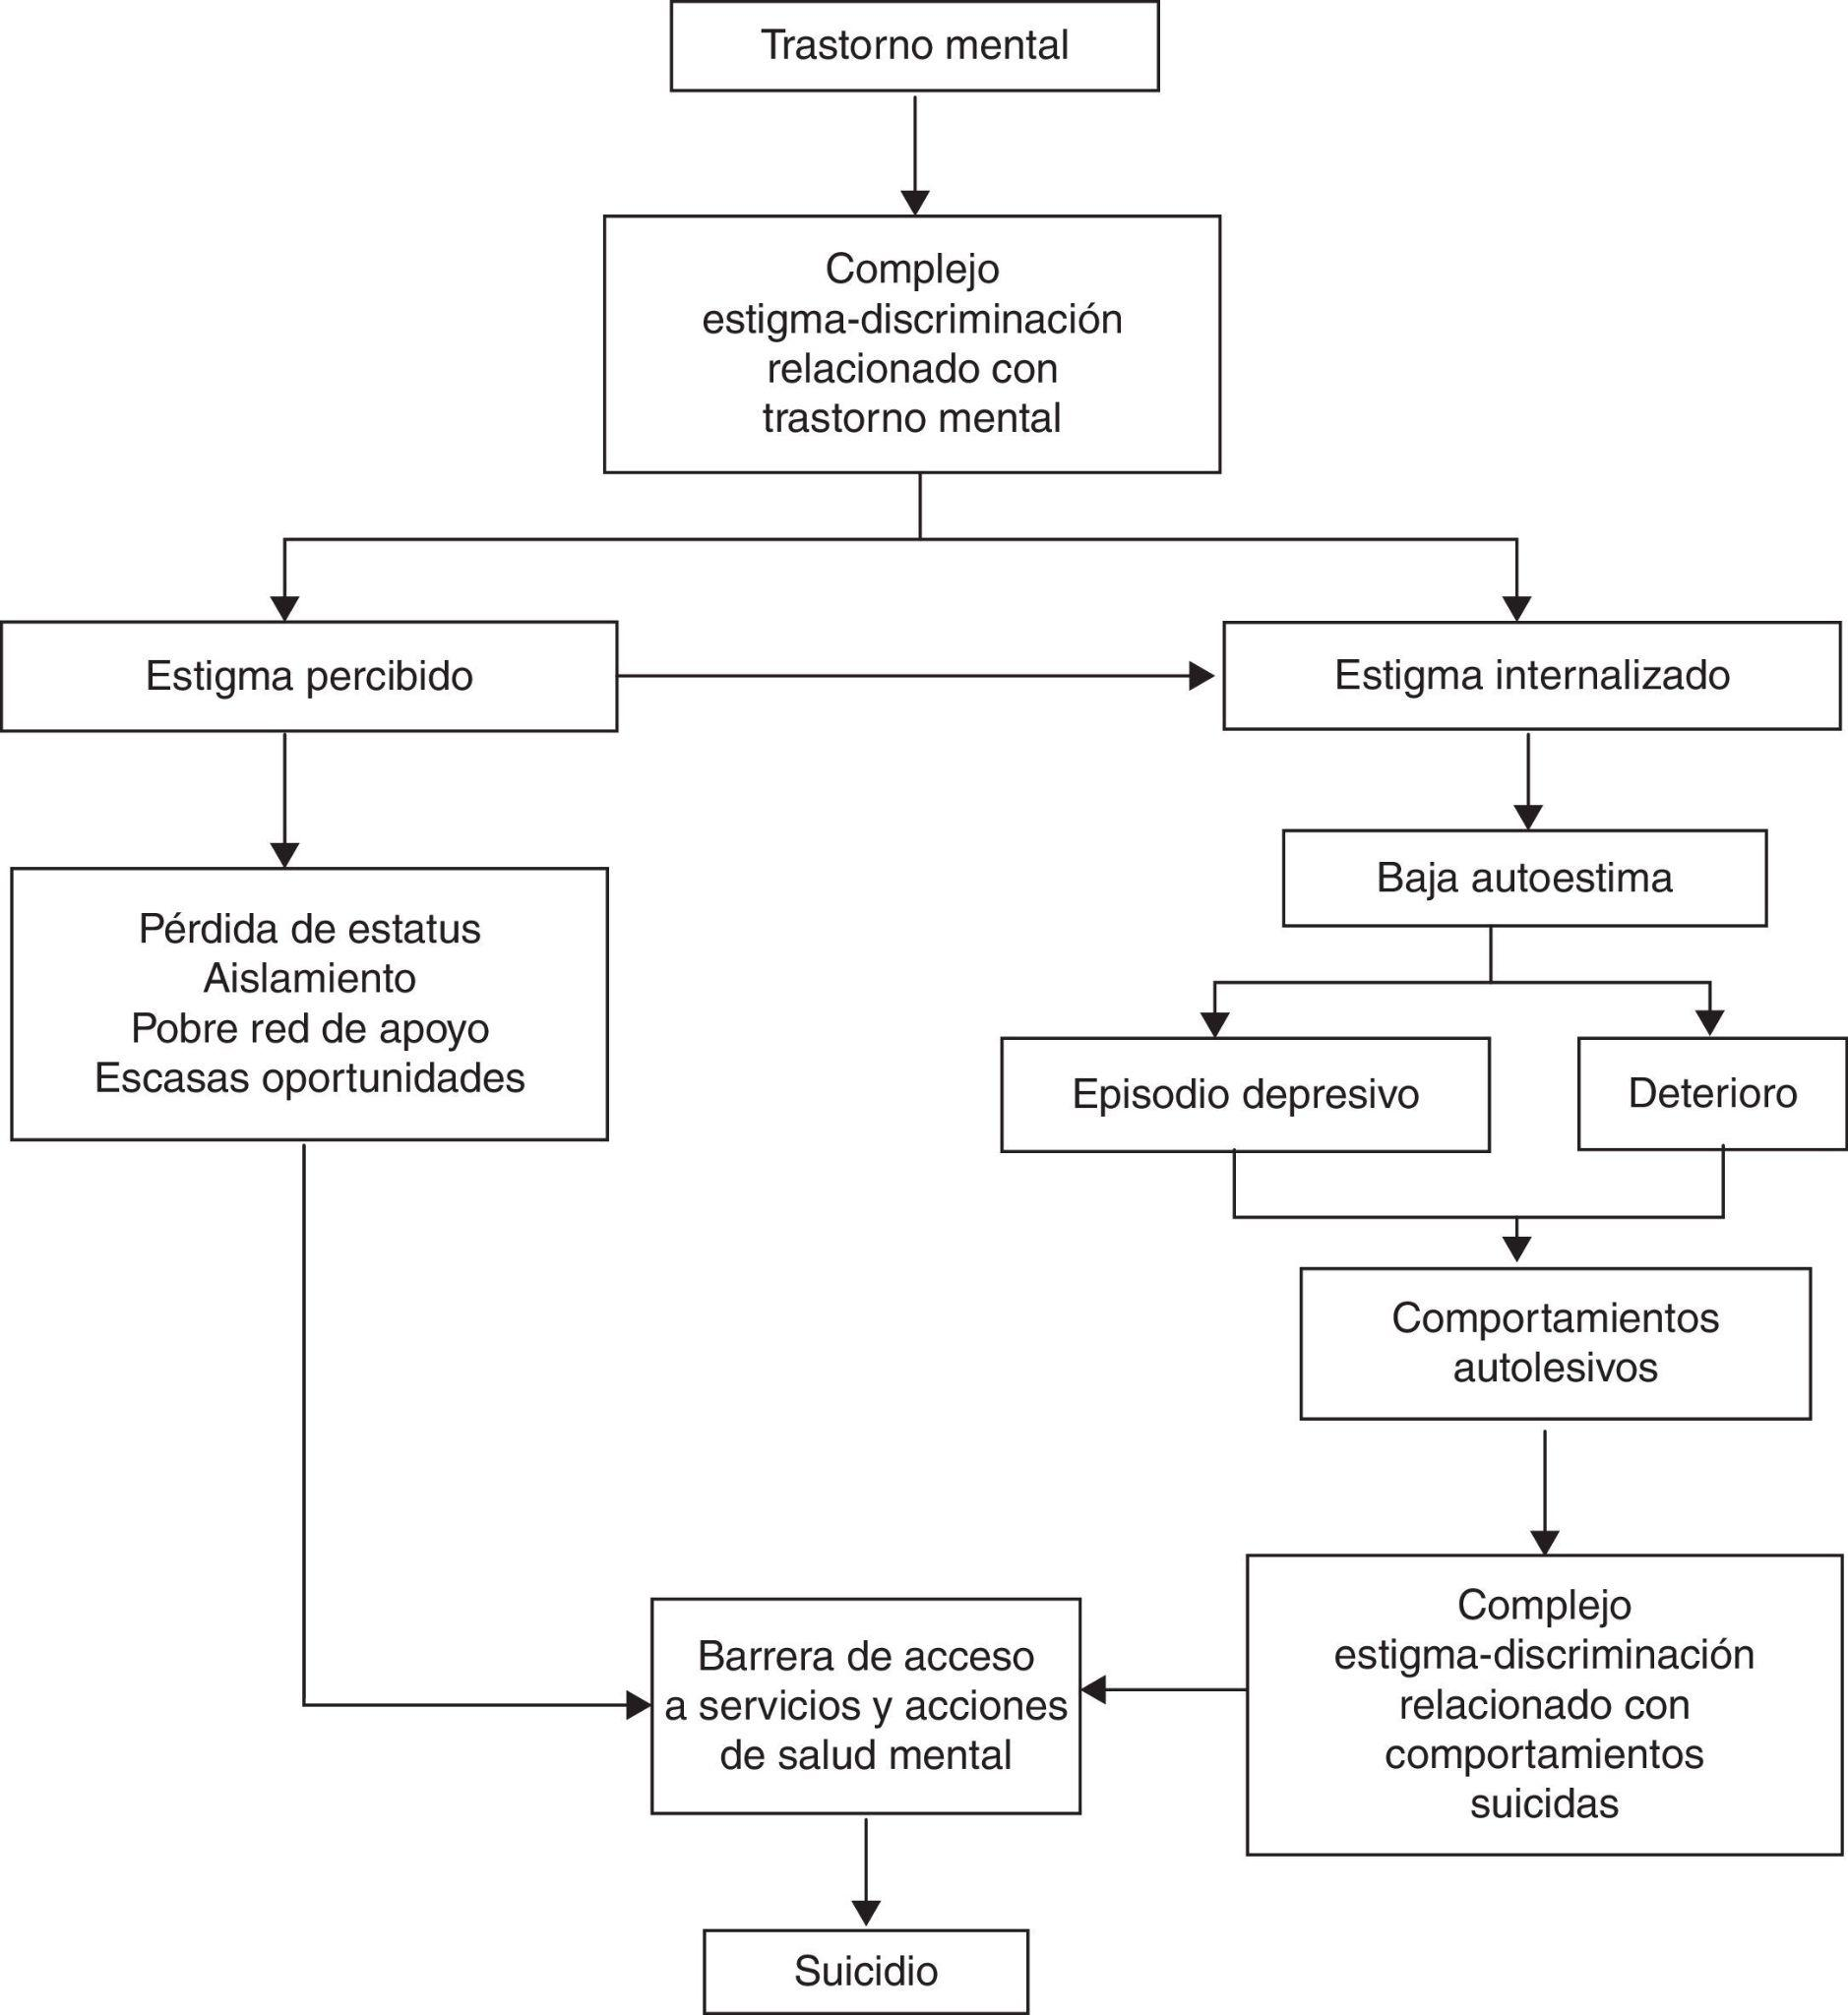 Trastorno mental
Complejo
estigma-discriminación
relacionado con
trastorno mental
Estigma percibido
Estigma internalizado
Baja autoestima
Pérdida de estatus
Aislamiento
Pobre red de apoyo
Escasas oportunidades
Episodio depresivo
Deterioro
Comportamientos
autolesivos
Complejo
estigma-discriminación
relacionado con
comportamientos
suicidas
Barrera de acceso
a servicios y acciones
de salud mental
Suicidio